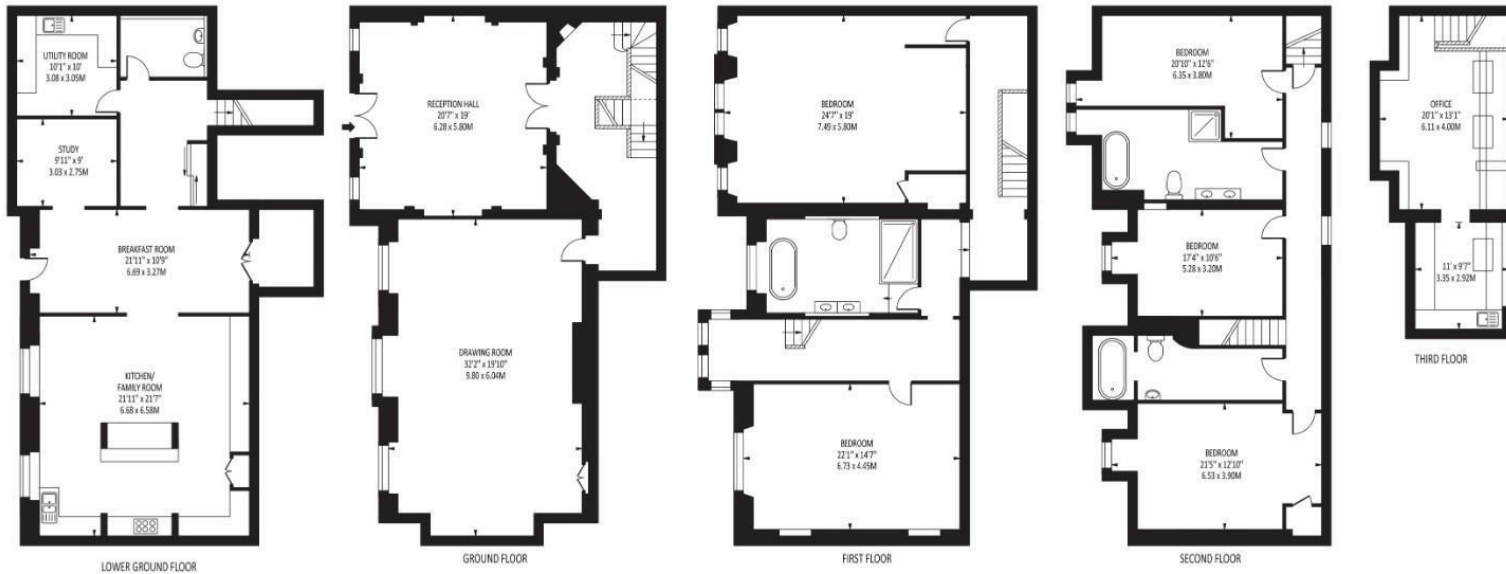 UTILITY ROOM
10'1" x 10'
3.08 x 3.05M
STUDY
9'11" x 9'
3.03 x 2.75M
BREAKFAST ROOM
21'11" x 10'9"
6.69 x 3.27M
KITCHEN/
FAMILY ROOM
21'11" x 21'7"
6.68 x 6.58M
LOWER GROUND FLOOR
RECEPTION HALL
20'7" x 19'
6.28 x 5.80M
DRAWING ROOM
32'2" x 19'10"
9.80 x 6.04M
GROUND FLOOR
BEDROOM
24'7" x 19'
7.49 x 5.80M
BEDROOM
22'1" x 14'7"
6.73 x 4.45M
FIRST FLOOR
BEDROOM
20'10" x 12'6"
6.35 x 3.80M
BEDROOM
17'4" x 10'6"
5.28 x 3.20M
BEDROOM
21'5" x 12'10"
6.53 x 3.90M
SECOND FLOOR
OFFICE
20'1" x 13'1"
6.11 x 4.00M
11' x 9'7"
3.35 x 2.92M
THIRD FLOOR